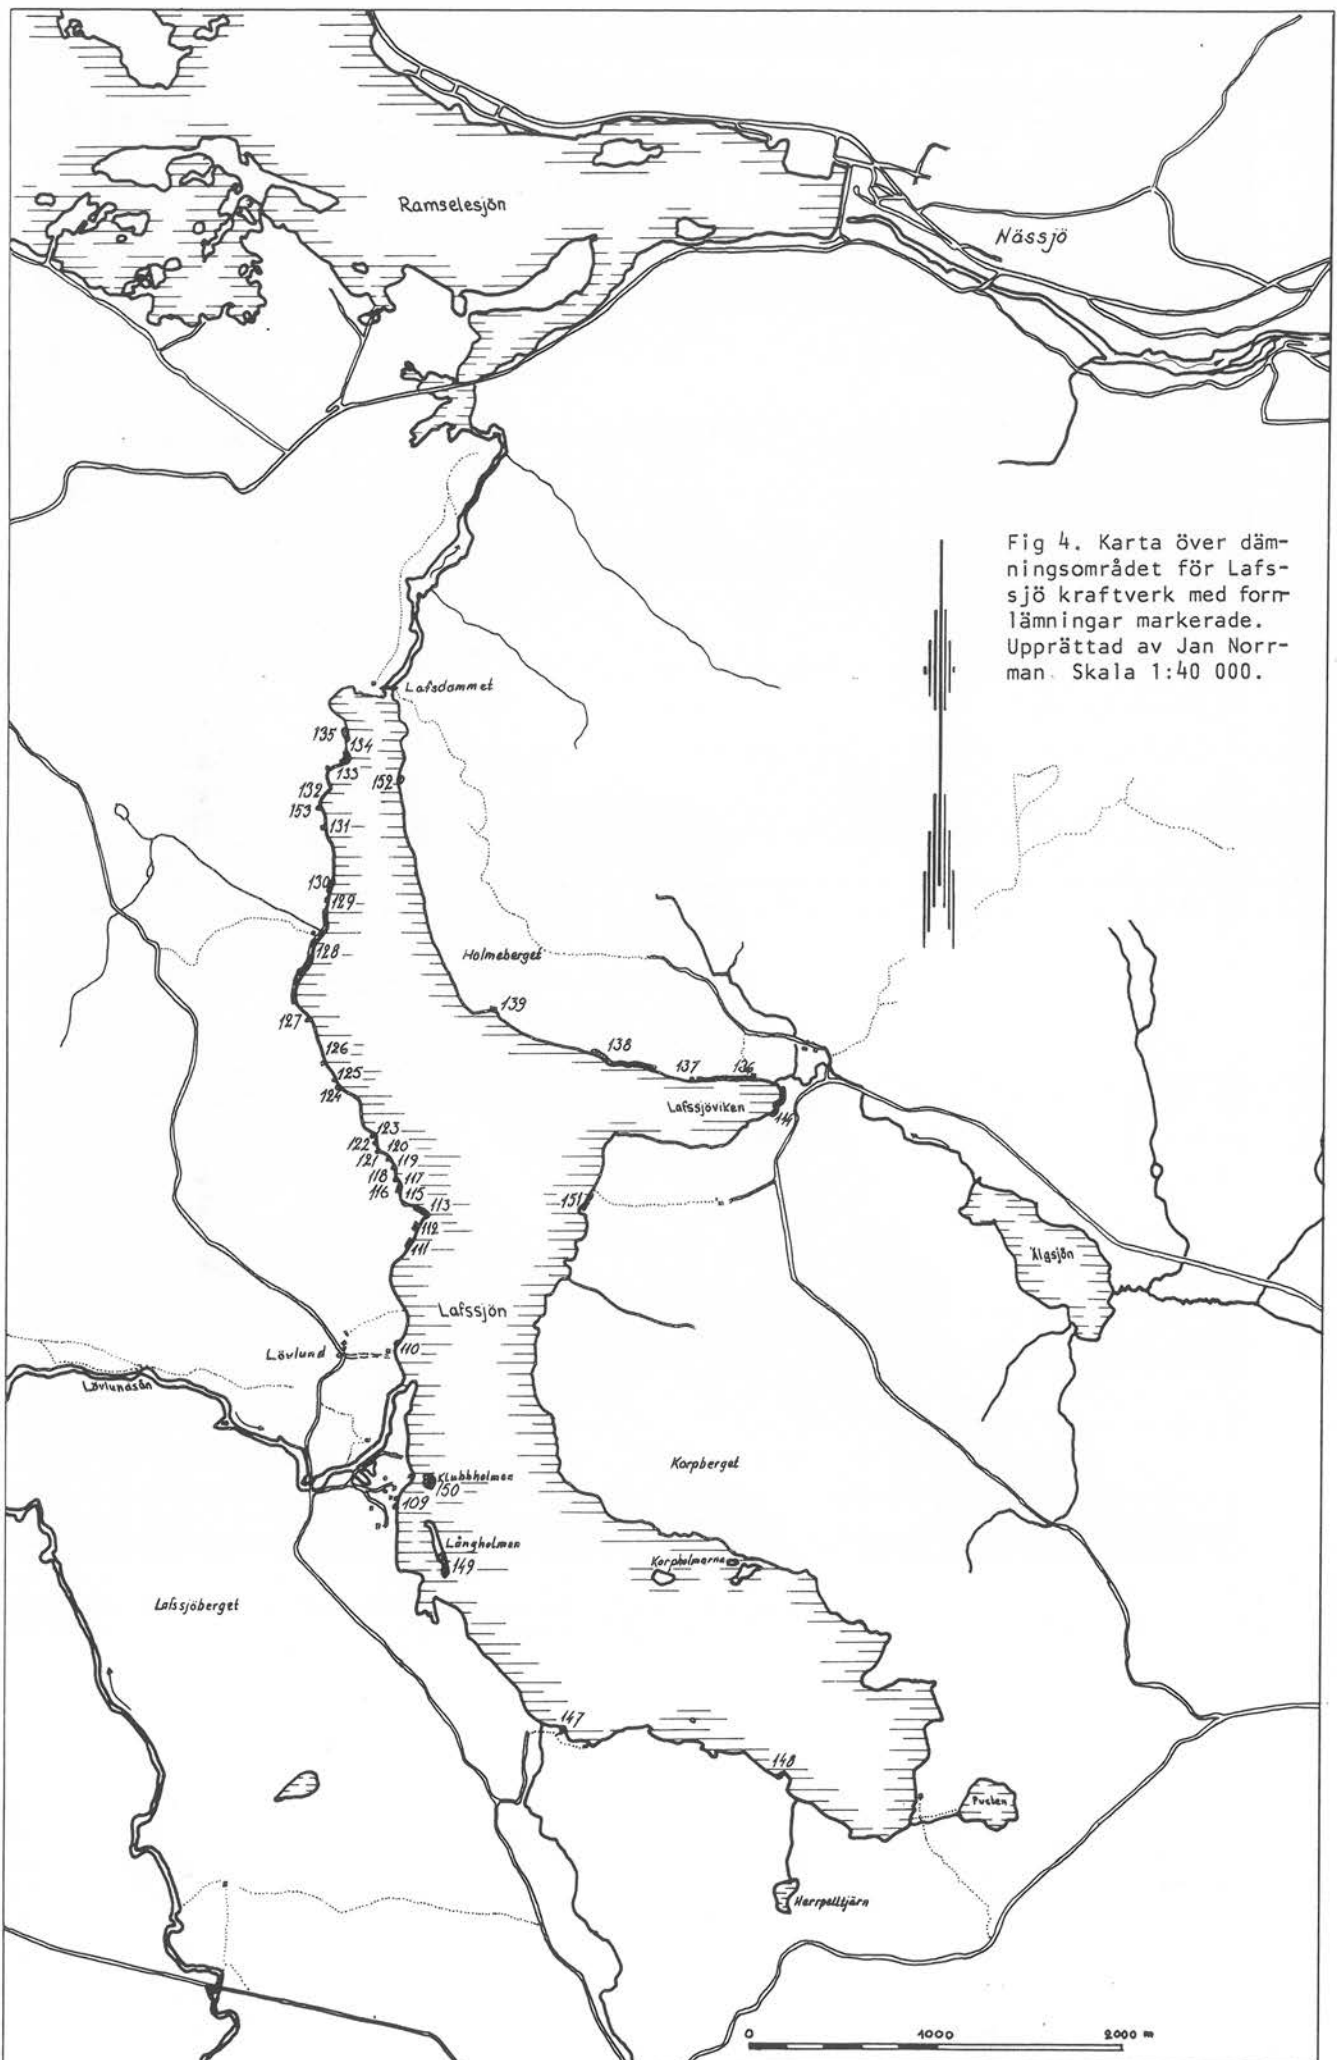 Ramselesjön
Nässjö
Fig 4. Karta över däm-
ningsområdet för Lafs-
sjö kraftverk med forn-
lämningar markerade.
Upprättad av Jan Norr-
man. Skala 1:40 000.
Lafsdammet
135
134
133
152
132
153
131
130
129
128
Holmeberget
139
127
138
126
137
136
125
124
Lafssjöviken
144
123
122
120
121
119
118
117
116
115
151
113
112
111
Älgsjön
Lafssjön
Lövlund
110
Lövlundsån
Korpberget
Klubbholmen
150
109
Långholmen
149
Korpholmarna
Lafssjöberget
147
148
Pusten
Harrpelltjärn
0 1000 2000 m